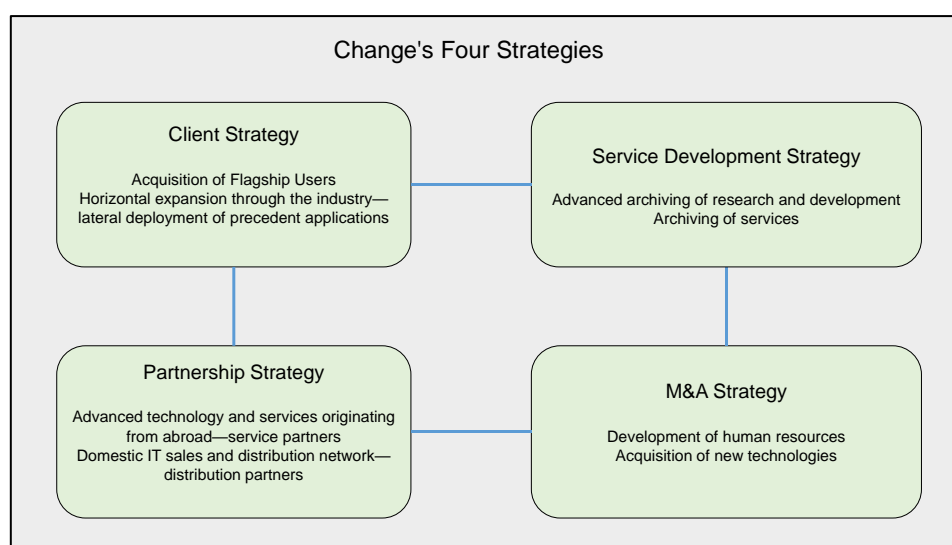 Change's Four Strategies
Client Strategy
Acquisition of Flagship Users
Horizontal expansion through the industry—
lateral deployment of precedent applications
Service Development Strategy
Advanced archiving of research and development
Archiving of services
Partnership Strategy
Advanced technology and services originating
from abroad—service partners
Domestic IT sales and distribution network—
distribution partners
M&A Strategy
Development of human resources
Acquisition of new technologies